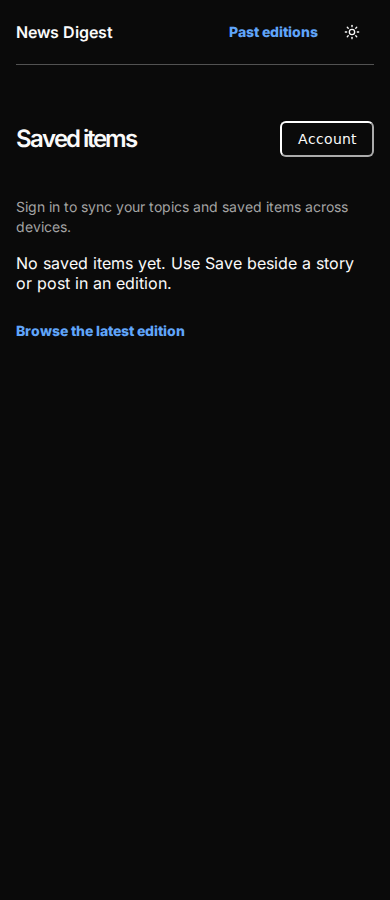 News Digest
Past editions
Saved items
Account
Sign in to sync your topics and saved items across
devices.
No saved items yet. Use Save beside a story
or post in an edition.
Browse the latest edition